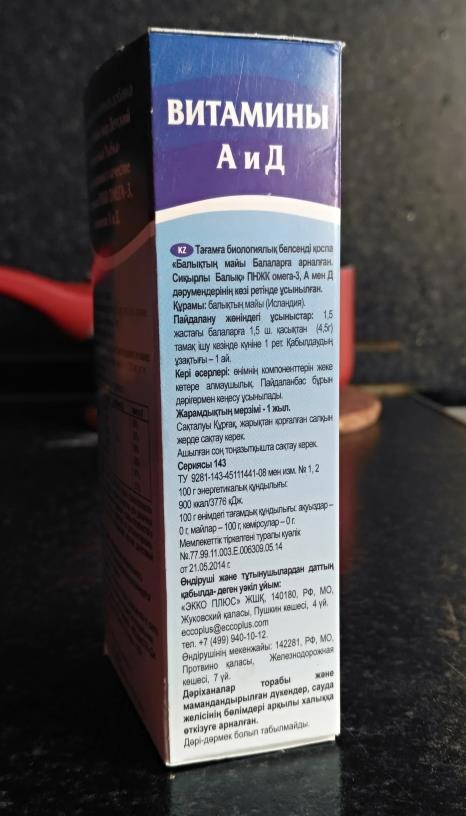 ВИТАМИНЫ
А и Д
KZ Тағамға биологиялық белсенді қоспа
«Балықтың майы Балаларға арналған.
Сиқырлы Балық» ПНЖК омега-3, А мен Д
дәрумендерінің көзі ретінде ұсынылған.
Құрамы: балықтың майы (Исландия).
Пайдалану жөніндегі ұсыныстар: 1,5
жастағы балаларға 1,5 ш. қасықтан (4,5г)
тамақ ішу кезінде күніне 1 рет. Қабылдаудың
ұзақтығы – 1 ай.
Кері әсерлері: өнімнің компоненттерін жеке
көтере алмаушылық. Пайдаланбас бұрын
дәрігермен кеңесу ұсынылады.
Жарамдықтың мерзімі - 1 жыл.
Сақталуы Құрғақ, жарықтан қорғалған салқын
жерде сақтау керек.
Ашылған соң тоңазытқышта сақтау керек.
Сериясы 143
ТУ 9281-143-45111441-08 мен изм. № 1, 2
100 г энергетикалық құндылығы:
900 ккал/3776 кДж.
100 г өнімдегі тағамдық құндылығы: ақуыздар –
0 г, майлар – 100 г, көмірсулар – 0 г.
Мемлекеттік тіркелгені туралы куәлік
№.77.99.11.003.Е.006309.05.14
от 21.05.2014 г.
Өндіруші және тұтынушылардан даттың
қабылда- деген уәкіл ұйым:
«ЭККО ПЛЮС» ЖШҚ, 140180, РФ, МО,
Жуковский қаласы, Пушкин көшесі, 4 үй.
eccoplus@eccoplus.com
тел. +7 (499) 940-10-12.
Өндірушінің мекенжайы: 142281, РФ, МО,
Протвино қаласы, Железнодорожная
көшесі, 7 үй.
Дәріханалар торабы және
мамандандырылған дүкендер, сауда
желісінің бөлімдері арқылы халыққа
өткізуге арналған.
Дәрі-дәрмек болып табылмайды.